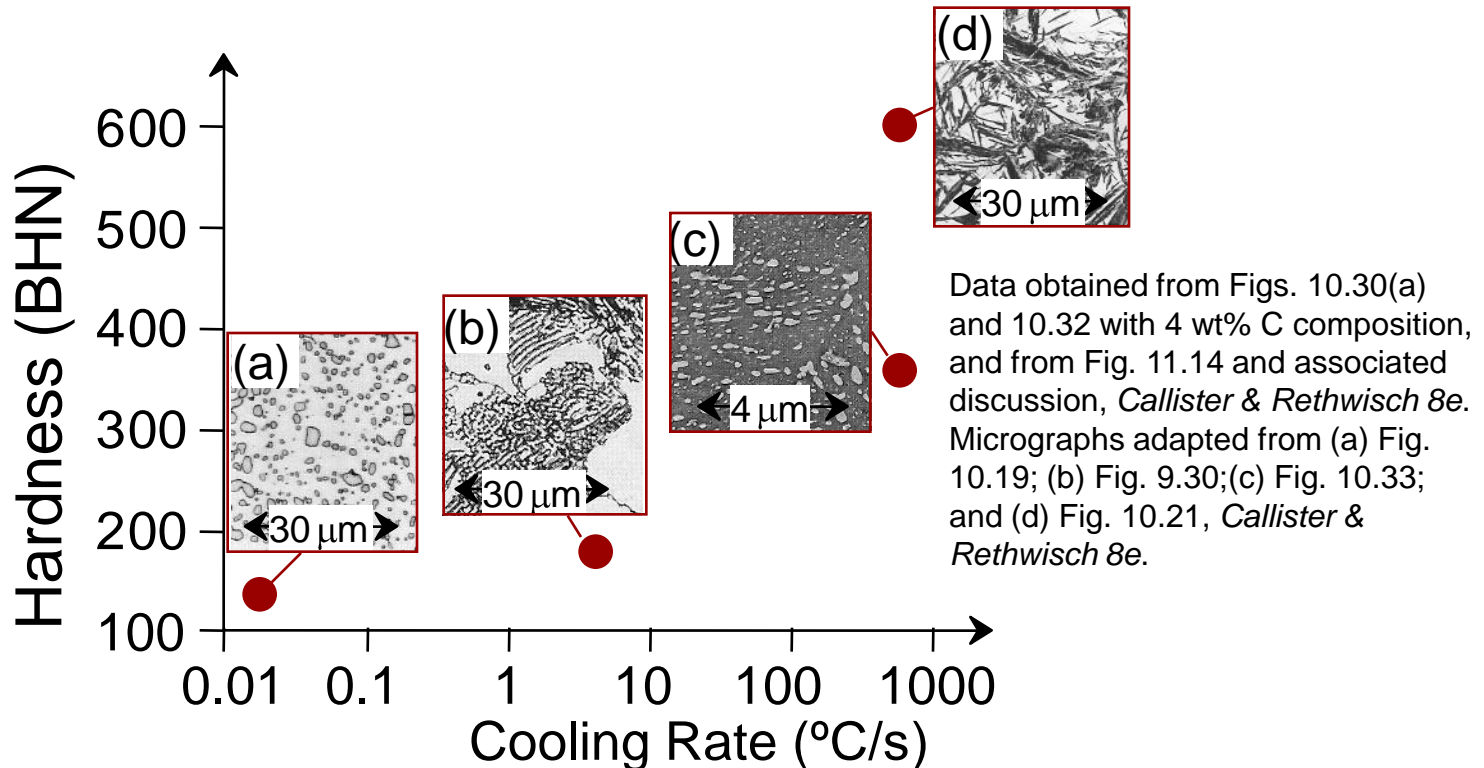 (d)
600
30 μm
Hardness (BHN)
500
(c)
400
4 μm
(b)
30 μm
(a)
300
30 μm
200
100
0.01 0.1 1 10 100 1000
Cooling Rate (ºC/s)
Data obtained from Figs. 10.30(a)
and 10.32 with 4 wt% C composition,
and from Fig. 11.14 and associated
discussion, Callister & Rethwisch 8e.
Micrographs adapted from (a) Fig.
10.19; (b) Fig. 9.30;(c) Fig. 10.33;
and (d) Fig. 10.21, Callister &
Rethwisch 8e.